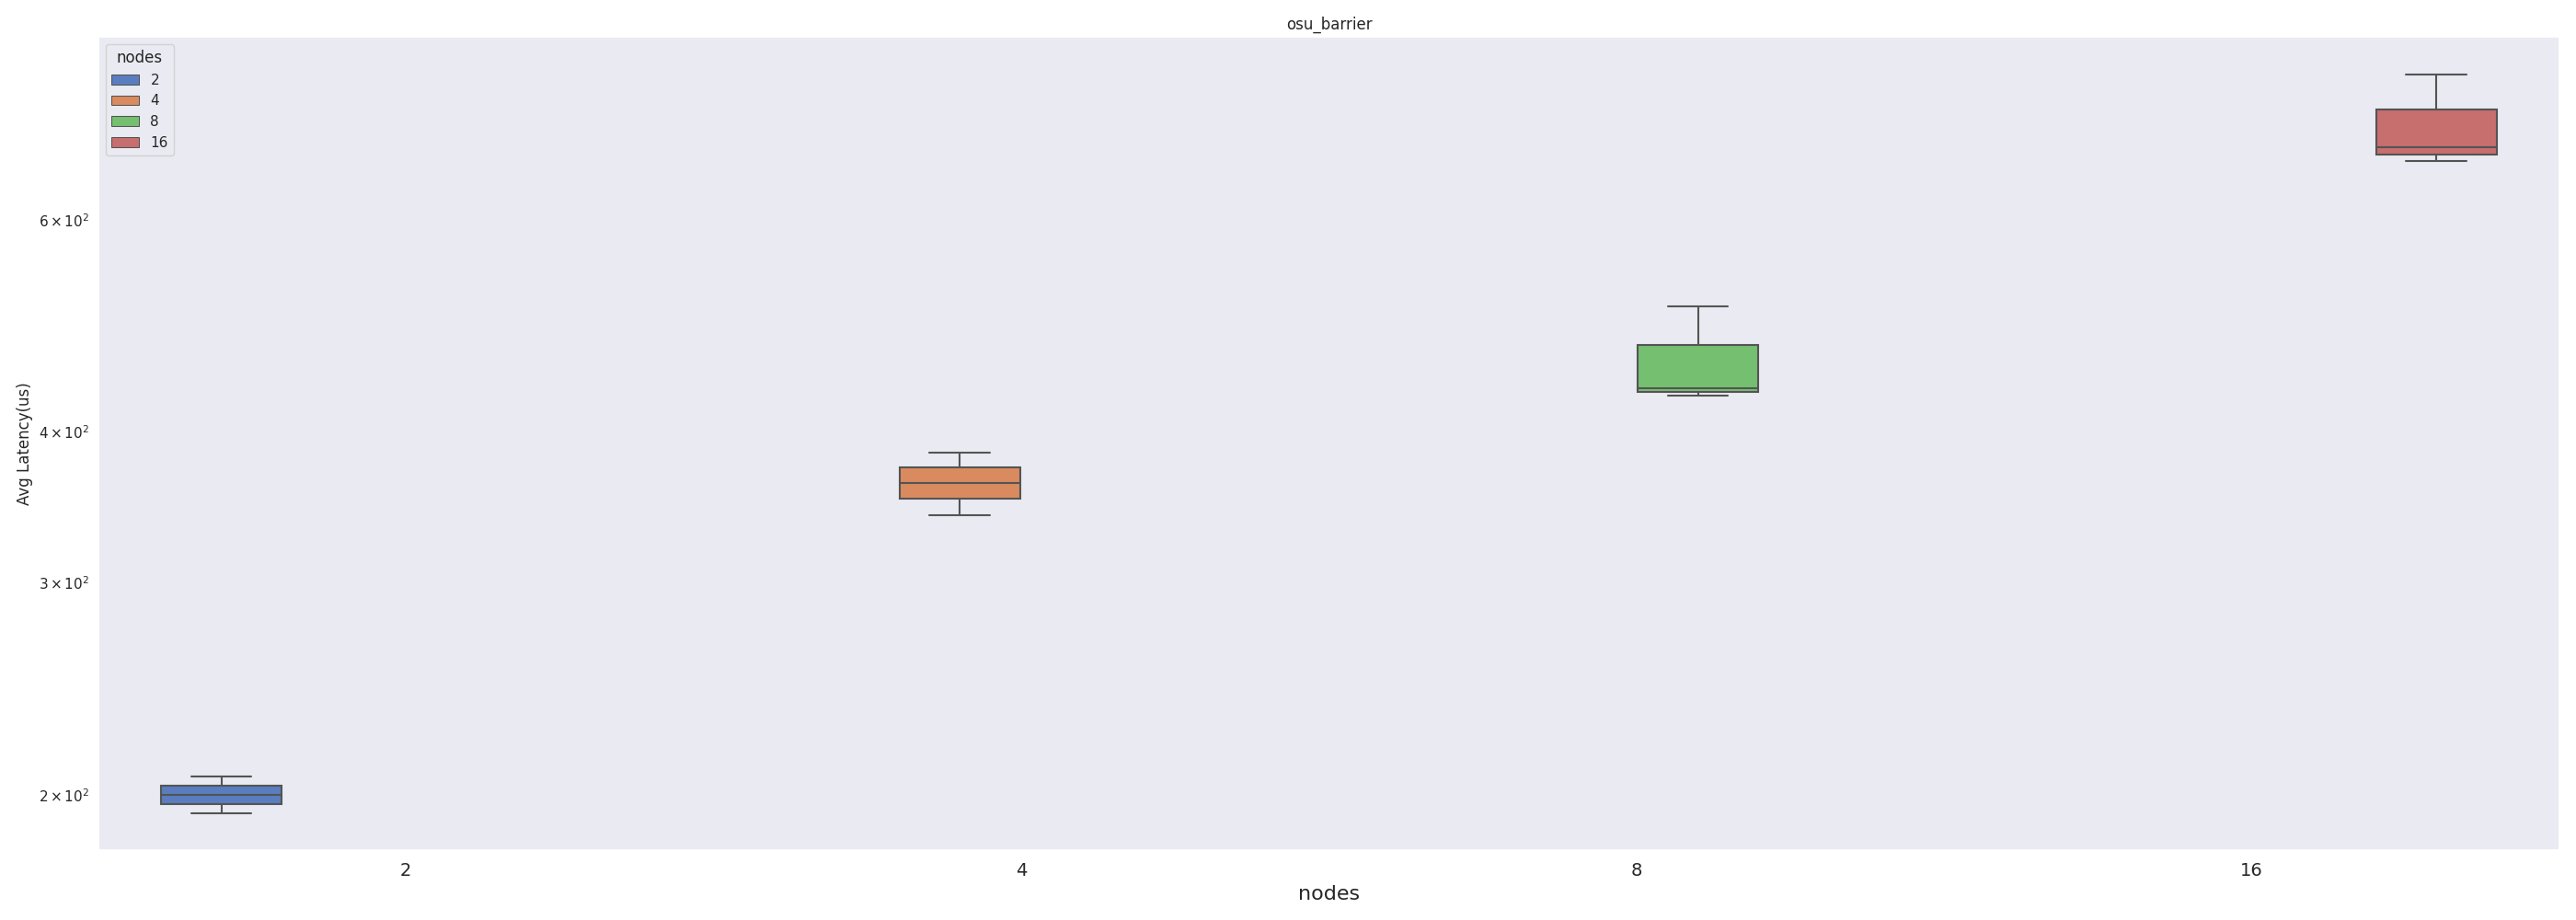 osu_barrier
nodes
2
4
8
16
6 × 10²
4 × 10²
3 × 10²
2 × 10²
Avg Latency(us)
2 4 8 16
nodes